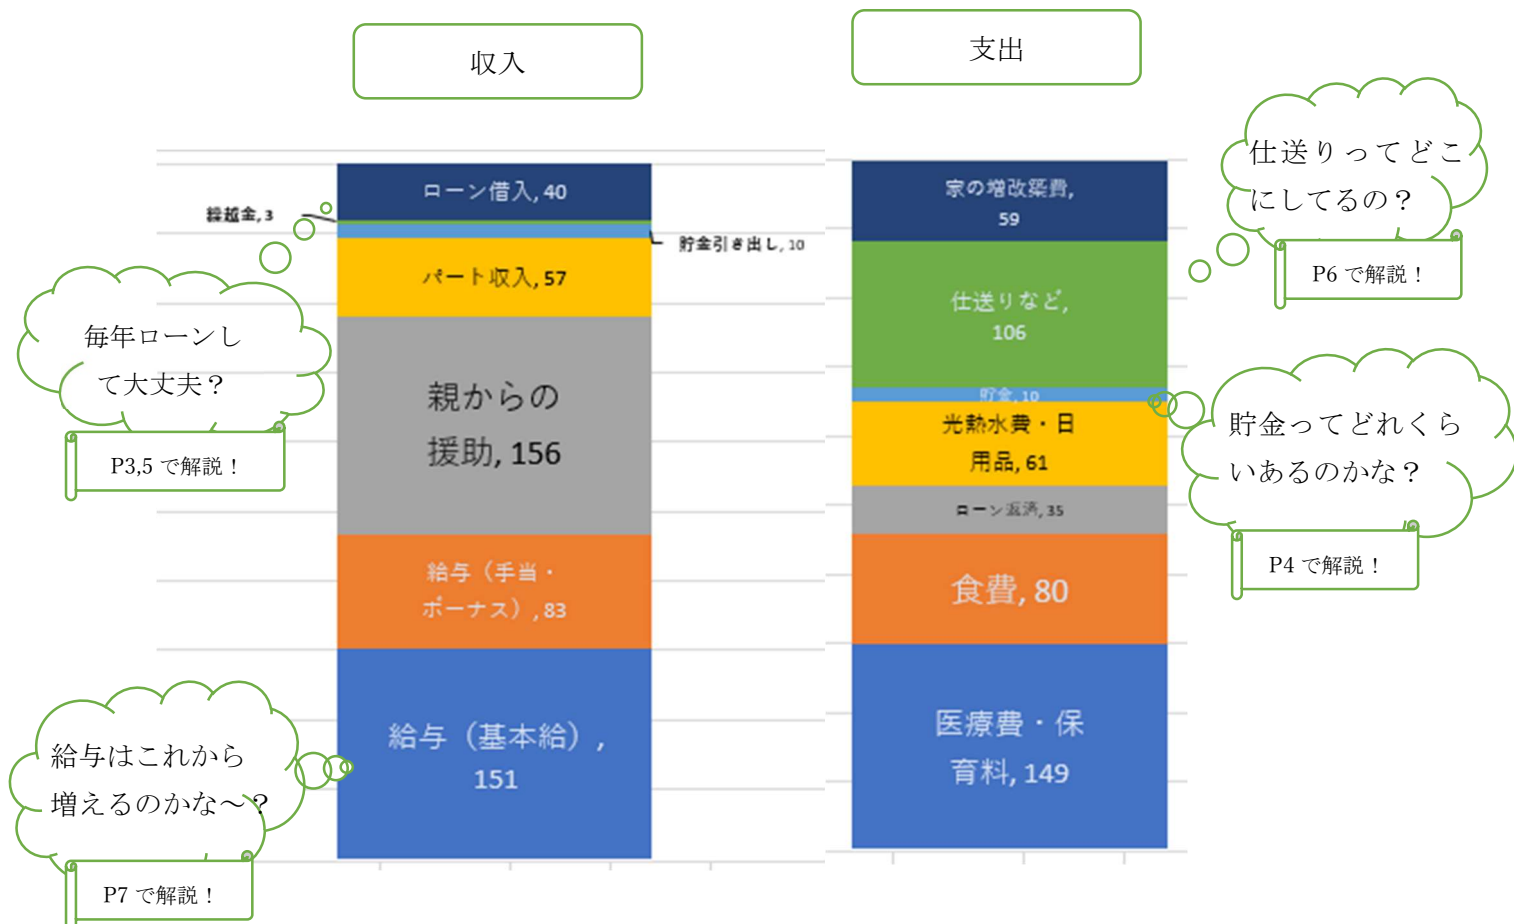 収入
支出
ローン借入, 40
繰越金, 3
貯金引き出し, 10
パート収入, 57
親からの
援助, 156
給与（手当・
ボーナス）, 83
給与（基本給）,
151
毎年ローンし
て大丈夫？
P3,5 で解説！
給与はこれから
増えるのかな～？
P7 で解説！
家の増改築費,
59
仕送りなど,
106
貯金, 10
光熱水費・日
用品, 61
ローン返済, 35
食費, 80
医療費・保
育料, 149
仕送りってどこ
にしてるの？
P6 で解説！
貯金ってどれくら
いあるのかな？
P4 で解説！